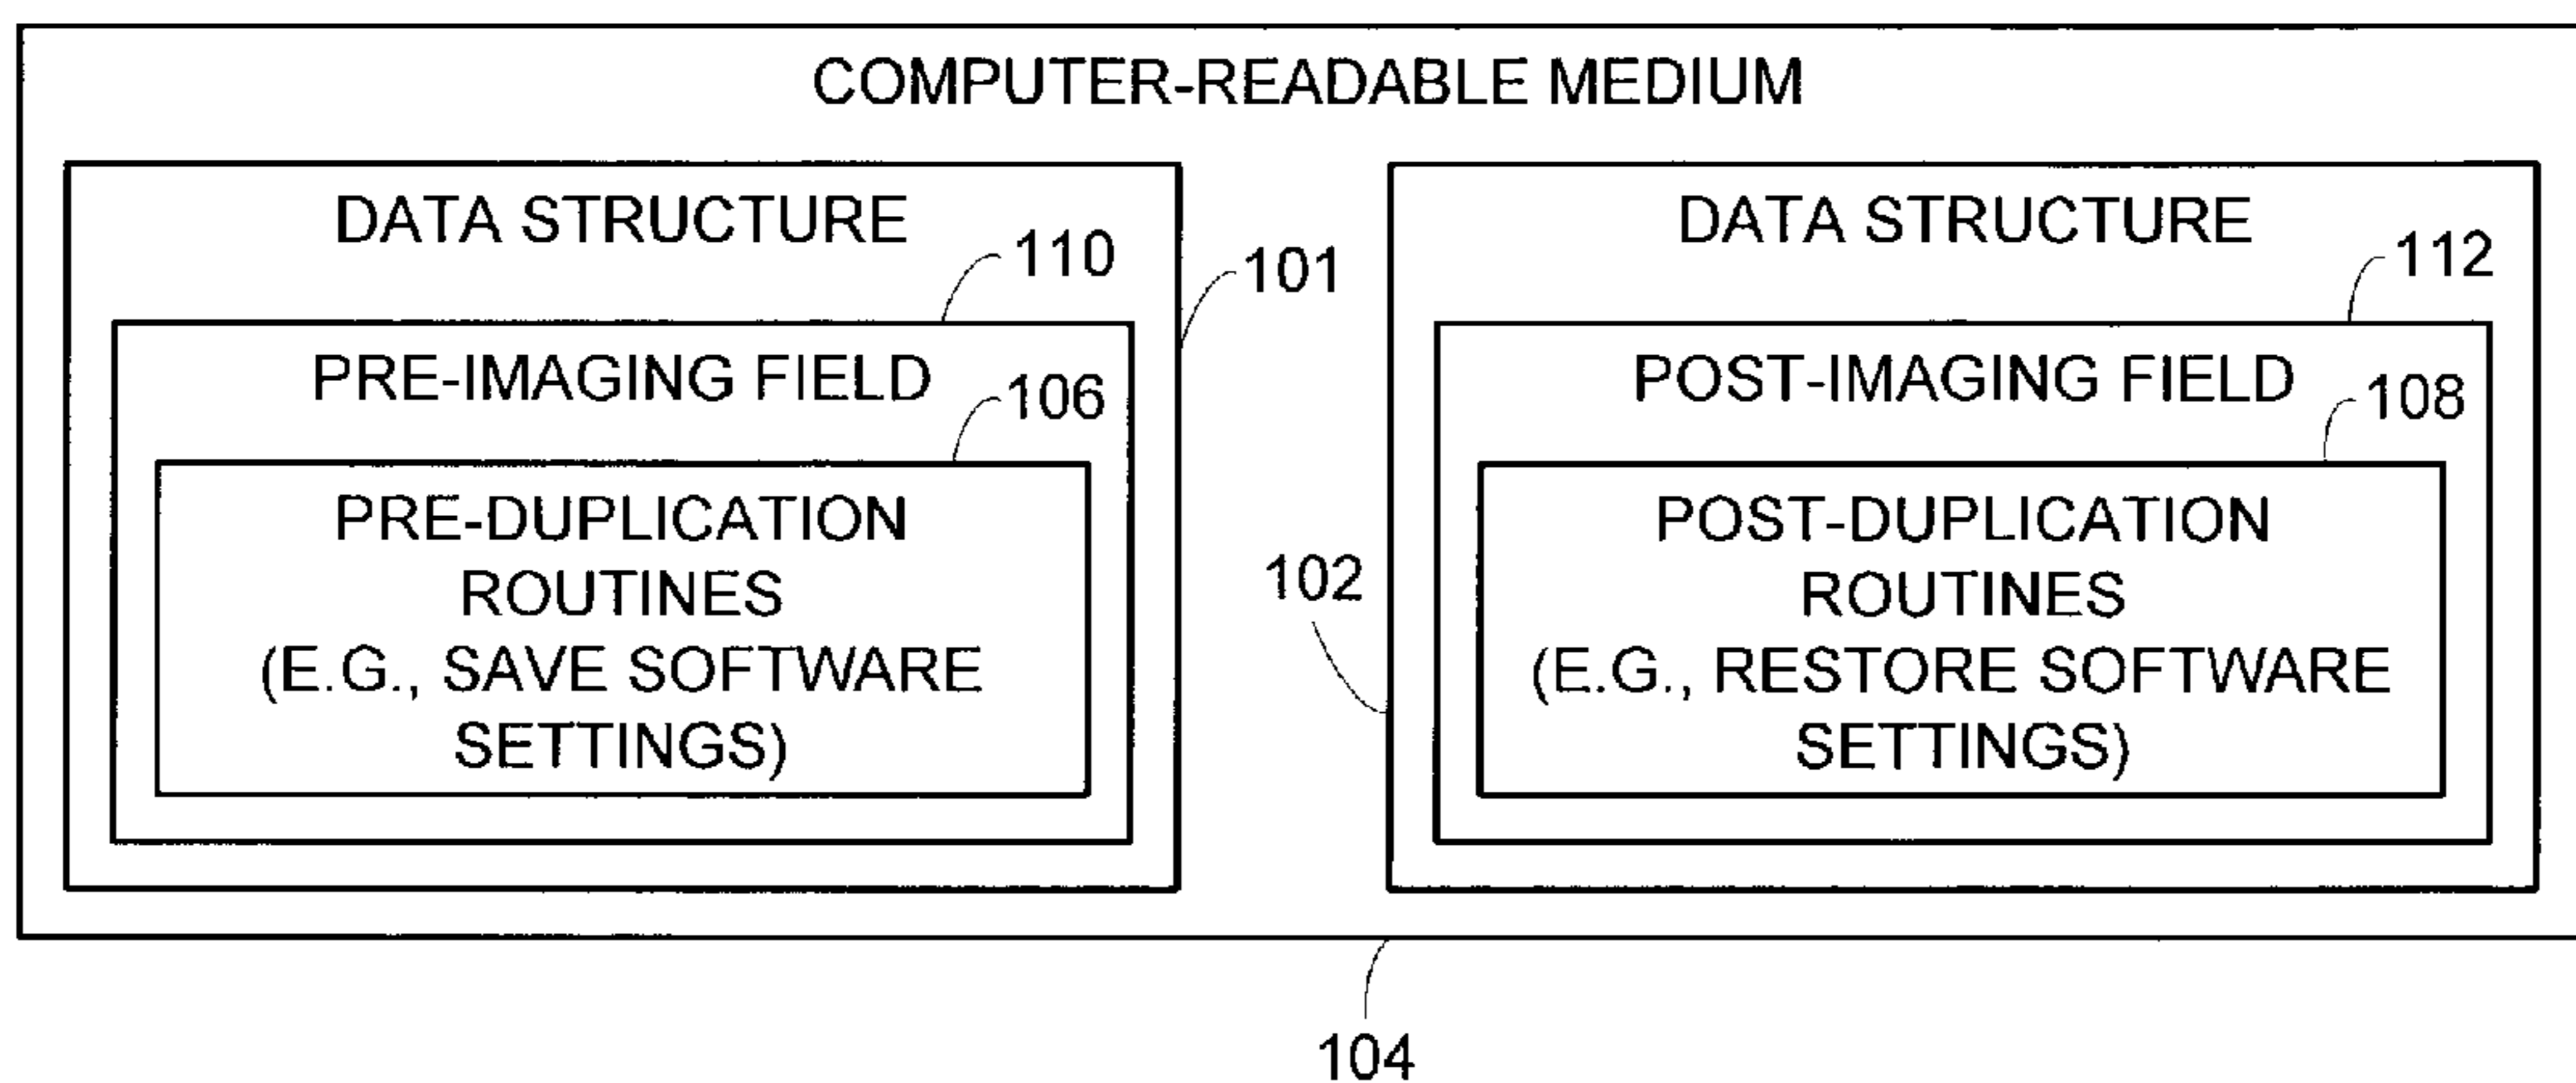 COMPUTER-READABLE MEDIUM
DATA STRUCTURE
110
101
PRE-IMAGING FIELD
106
PRE-DUPLICATION
ROUTINES
(E.G., SAVE SOFTWARE
SETTINGS)
DATA STRUCTURE
112
POST-IMAGING FIELD
108
102
POST-DUPLICATION
ROUTINES
(E.G., RESTORE SOFTWARE
SETTINGS)
104